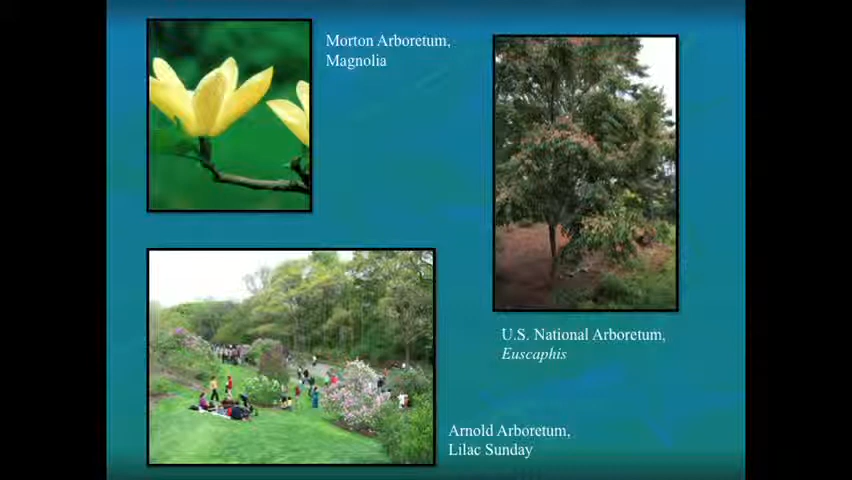 Morton Arboretum,
Magnolia
U.S. National Arboretum,
Euscaphis
Arnold Arboretum,
Lilac Sunday